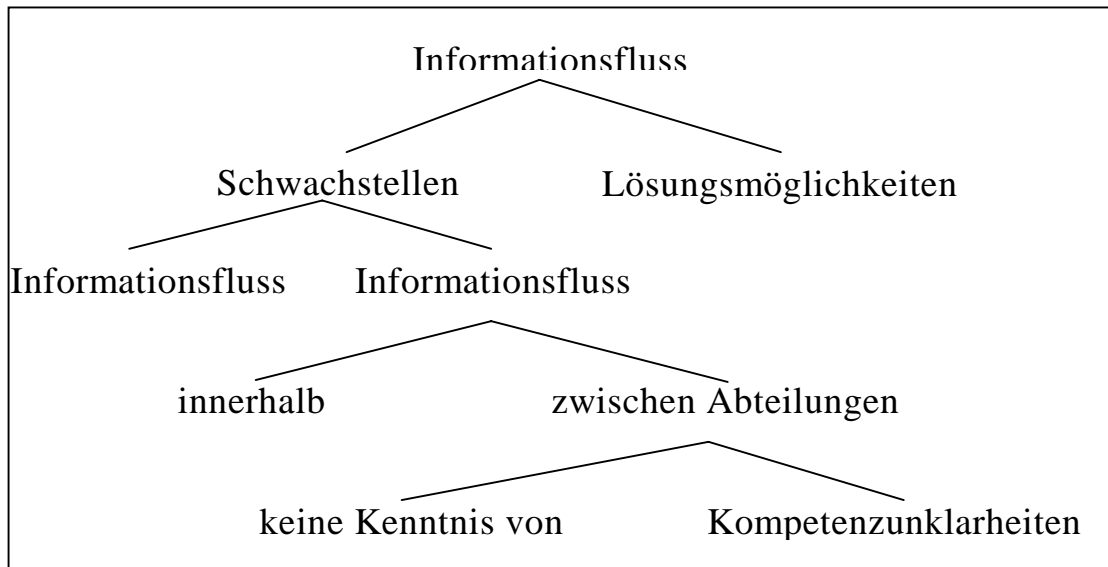 Informationsfluss
Schwachstellen Lösungsmöglichkeiten
Informationsfluss Informationsfluss
innerhalb zwischen Abteilungen
keine Kenntnis von Kompetenzunklarheiten